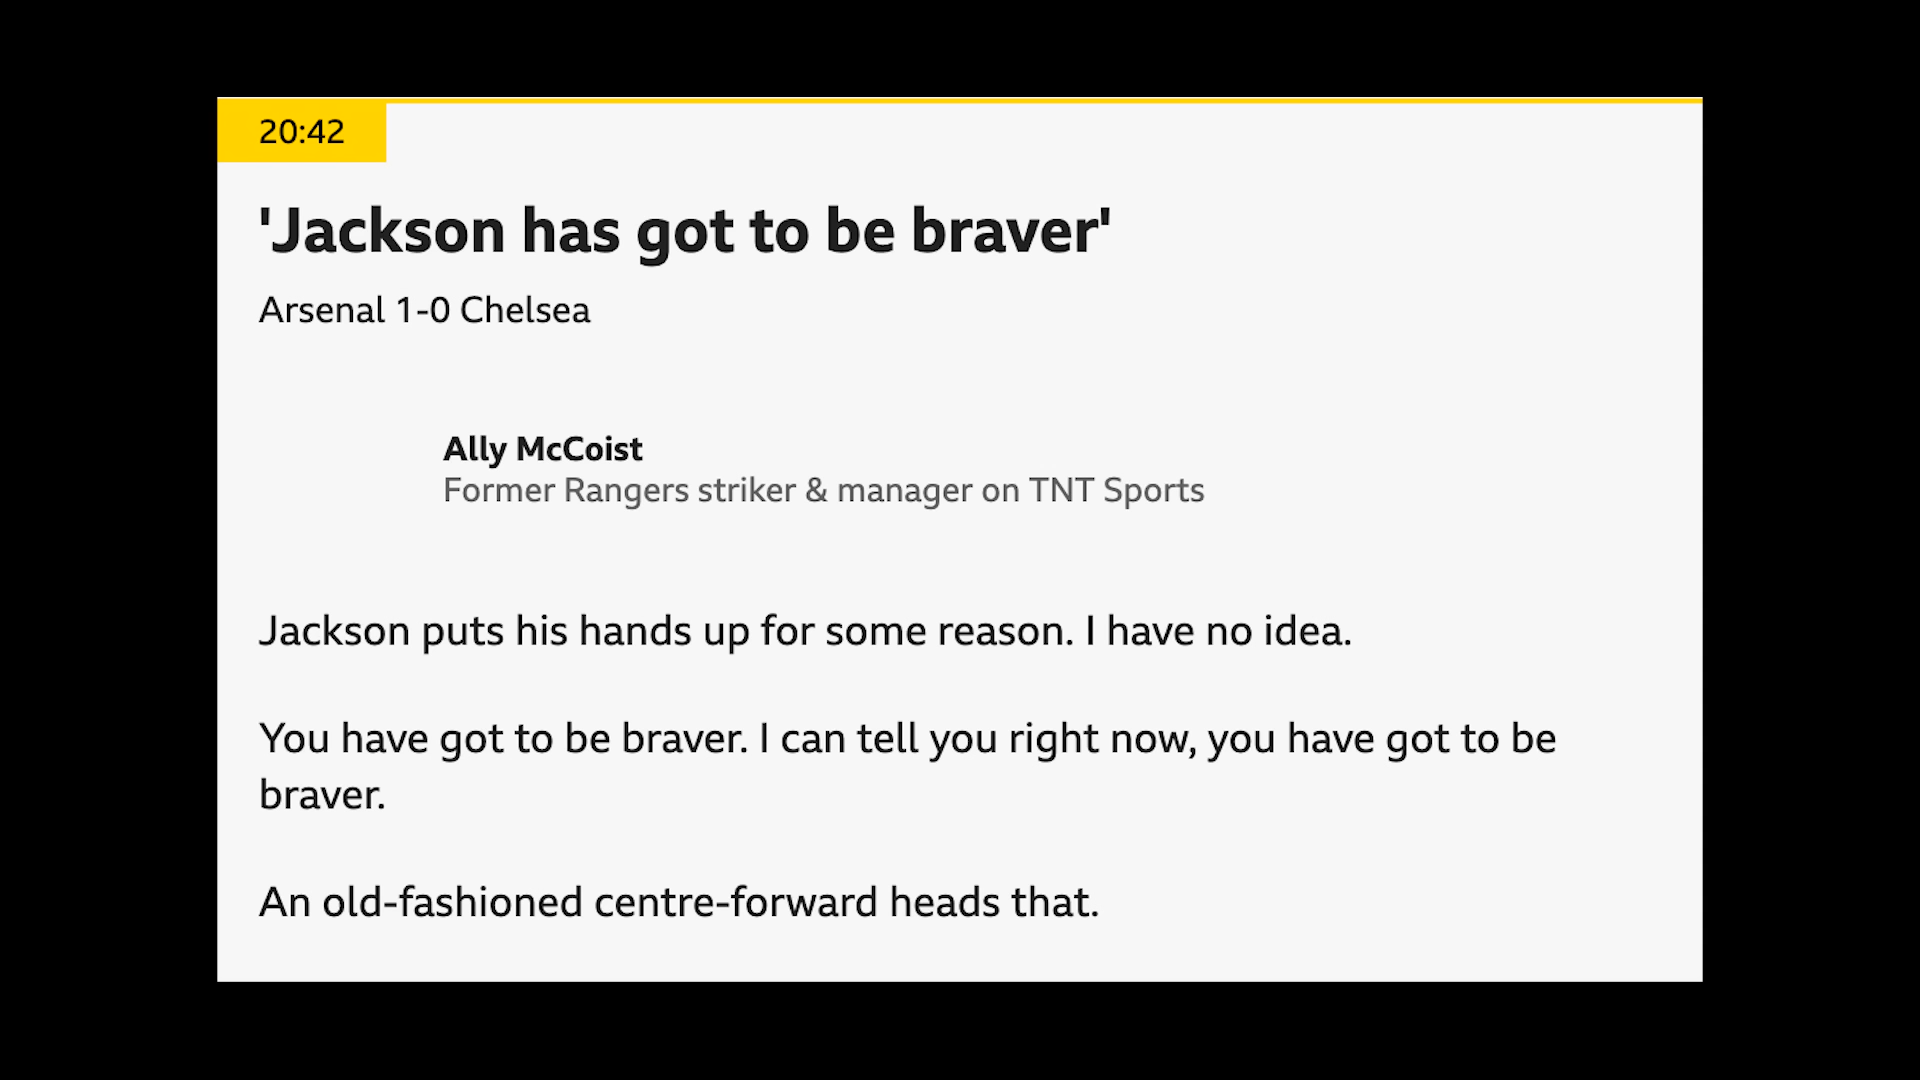 20:42
'Jackson has got to be braver'
Arsenal 1-0 Chelsea
Ally McCoist
Former Rangers striker & manager on TNT Sports
Jackson puts his hands up for some reason. I have no idea.
You have got to be braver. I can tell you right now, you have got to be
braver.
An old-fashioned centre-forward heads that.